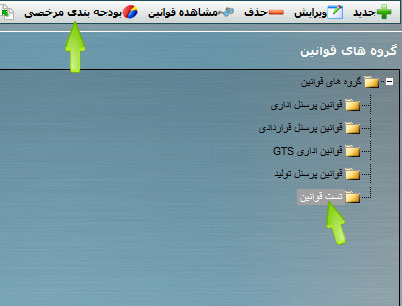 جدید ویرایش حذف مشاهده قوانین بودجه بندی مرخصی
گروه های قوانین
گروه های قوانین
قوانین پرسنل اداری
قوانین پرسنل قراردادی
قوانین اداری GTS
قوانین پرسنل تولید
تست قوانین